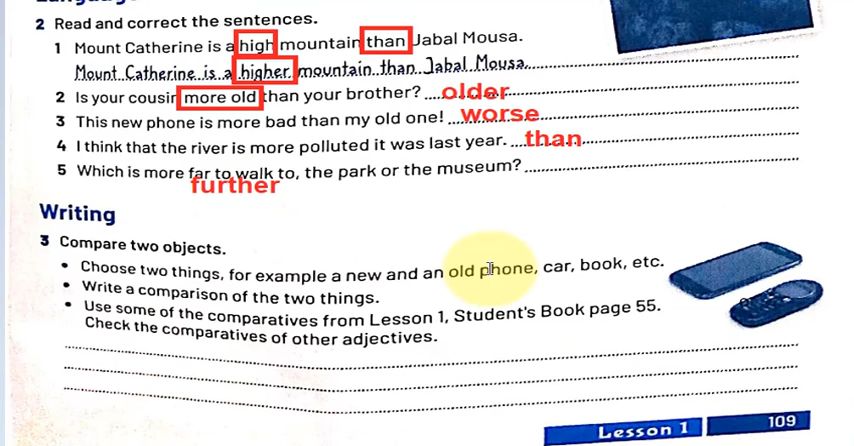 2 Read and correct the sentences.
1 Mount Catherine is a high mountain than Jabal Mousa.
Mount Catherine is a higher mountain than Jabal Mousa.
2 Is your cousin more old than your brother? older
3 This new phone is more bad than my old one! worse
4 I think that the river is more polluted it was last year. than
5 Which is more far to walk to, the park or the museum?
further
Writing
3 Compare two objects.
• Choose two things, for example a new and an old phone, car, book, etc.
• Write a comparison of the two things.
• Use some of the comparatives from Lesson 1, Student's Book page 55.
Check the comparatives of other adjectives.
Lesson 1 109